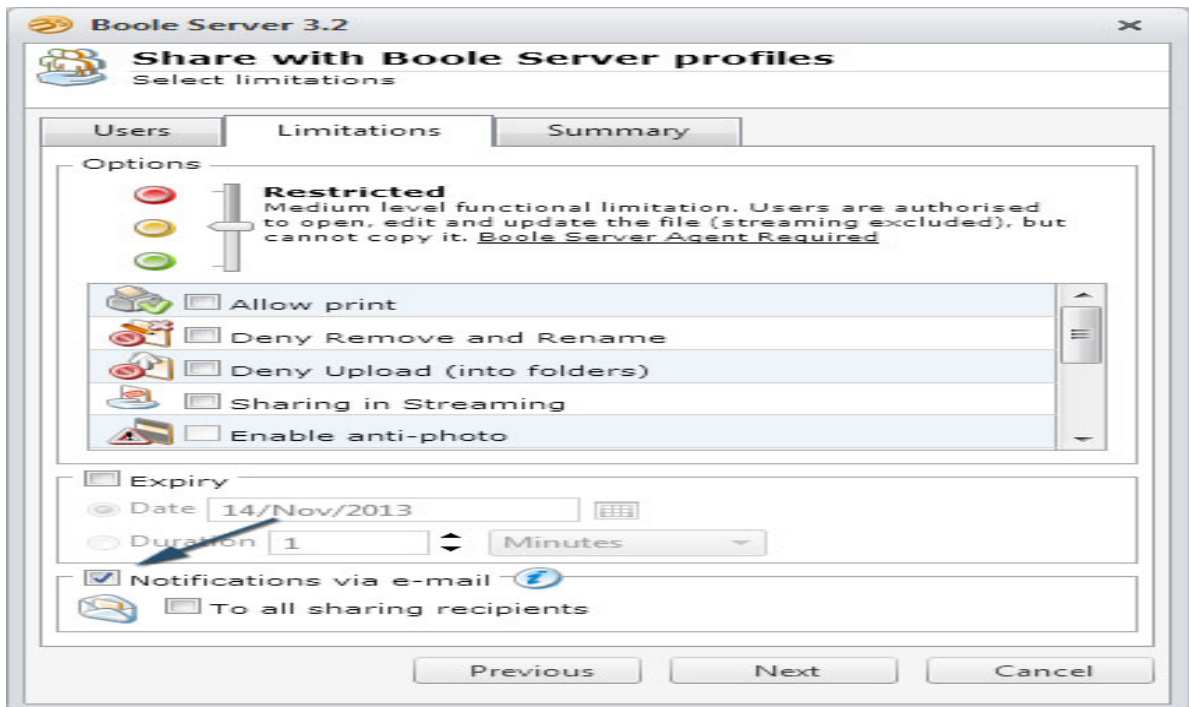 Boole Server 3.2
Share with Boole Server profiles
Select limitations
Users Limitations Summary
Options
Restricted
Medium level functional limitation. Users are authorised
to open, edit and update the file (streaming excluded), but
cannot copy it. Boole Server Agent Required
Allow print
Deny Remove and Rename
Deny Upload (into folders)
Sharing in Streaming
Enable anti-photo
Expiry
Date 14/Nov/2013
Duration 1 Minutes
Notifications via e-mail
To all sharing recipients
Previous Next Cancel